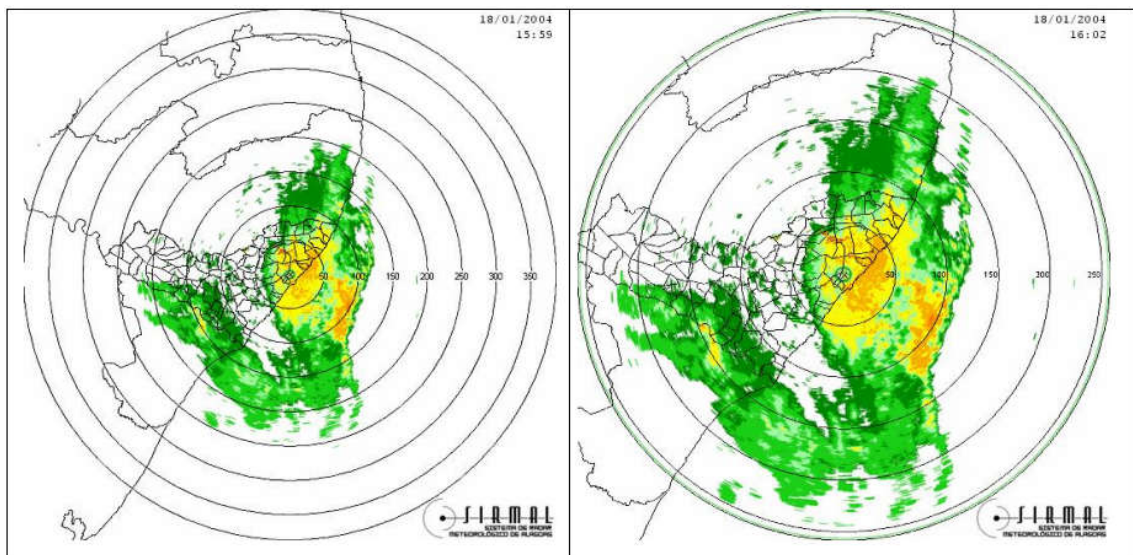 18/01/2004
15:59
50 100 150 200 250 300 350
SIRMAL
SISTEMA DE RADAR
METEOROLÓGICO DE ALAGOAS
18/01/2004
16:02
50 100 150 200 250
SIRMAL
SISTEMA DE RADAR
METEOROLÓGICO DE ALAGOAS